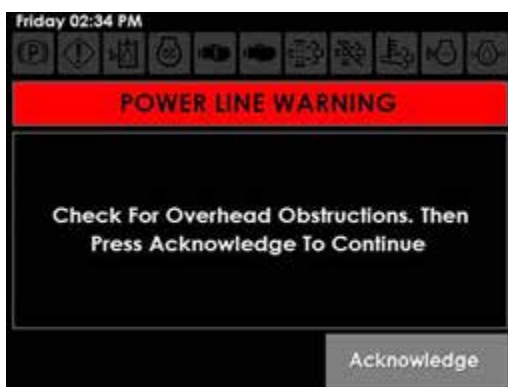 Friday 02:34 PM
POWER LINE WARNING
Check For Overhead Obstructions. Then
Press Acknowledge To Continue
Acknowledge